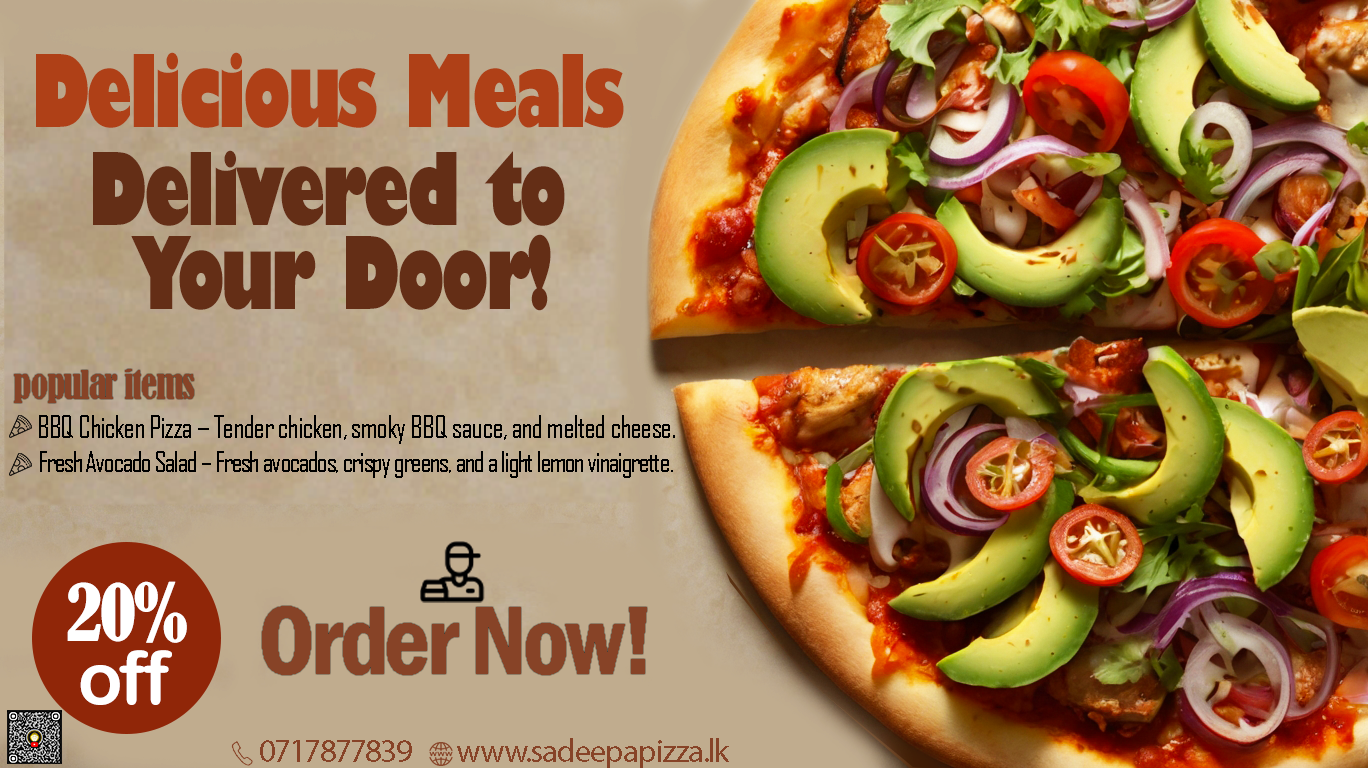 Delicious Meals
Delivered to
Your Door!
popular items
BBQ Chicken Pizza – Tender chicken, smoky BBQ sauce, and melted cheese.
Fresh Avocado Salad – Fresh avocados, crispy greens, and a light lemon vinaigrette.
20%
off
Order Now!
0717877839 www.sadeepapizza.lk